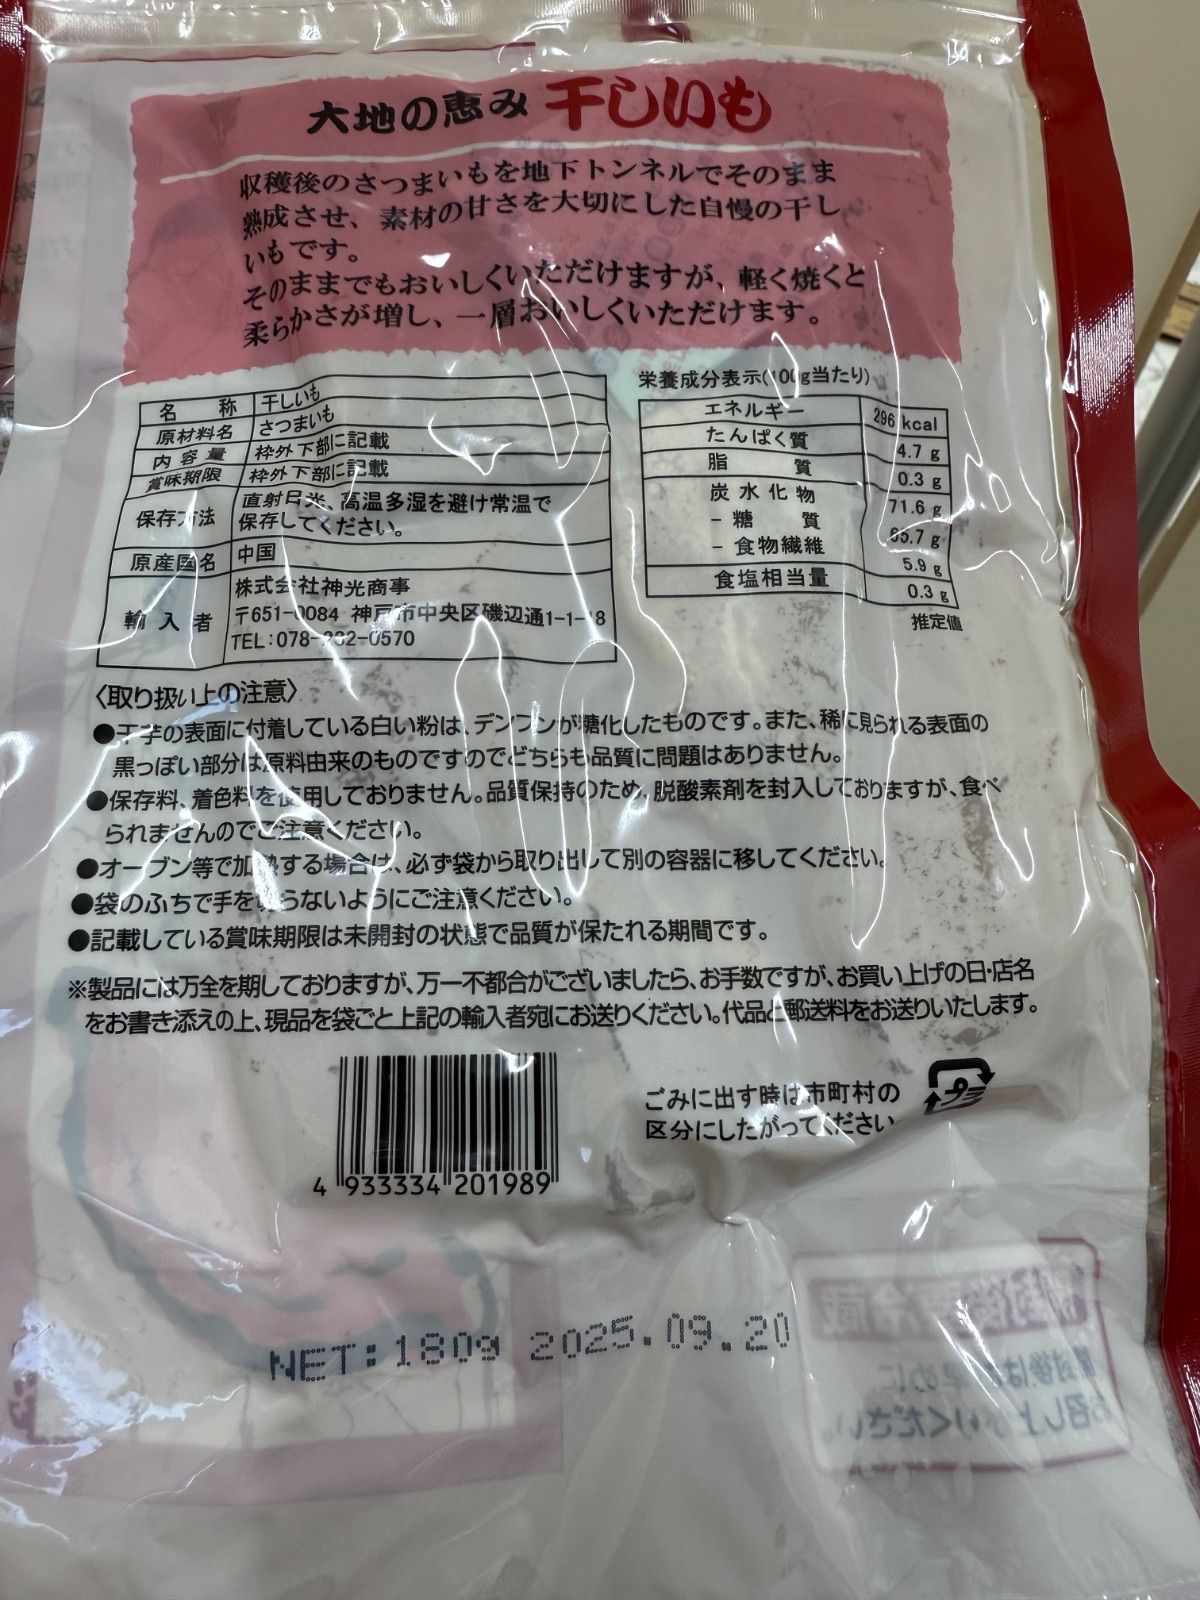 大地の恵み 干しいも
収穫後のさつまいもを地下トンネルでそのまま
熟成させ、素材の甘さを大切にした自慢の干し
いもです。
そのままでもおいしくいただけますが、軽く焼くと
柔らかさが増し、一層おいしくいただけます。
名称 干しいも
原材料名 さつまいも
内容量 枠外下部に記載
賞味期限 枠外下部に記載
保存方法 直射日光、高温多湿を避け常温で
保存してください。
原産国名 中国
輸入者 株式会社神光商事
〒651-0084 神戸市中央区磯辺通1-1-18
TEL:078-232-0570
栄養成分表示(100g当たり)
エネルギー 296 kcal
たんぱく質 4.7 g
脂質 0.3 g
炭水化物 71.6 g
- 糖質 65.7 g
- 食物繊維 5.9 g
食塩相当量 0.3 g
推定値
〈取り扱い上の注意〉
●干芋の表面に付着している白い粉は、デンプンが糖化したものです。また、稀に見られる表面の
黒っぽい部分は原料由来のものですのでどちらも品質に問題はありません。
●保存料、着色料を使用しておりません。品質保持のため、脱酸素剤を封入しておりますが、食べ
られませんのでご注意ください。
●オーブン等で加熱する場合は、必ず袋から取り出して別の容器に移してください。
●袋のふちで手を切らないようにご注意ください。
●記載している賞味期限は未開封の状態で品質が保たれる期間です。
※製品には万全を期しておりますが、万一不都合がございましたら、お手数ですが、お買い上げの日・店名
をお書き添えの上、現品を袋ごと上記の輸入者宛にお送りください。代品と郵送料をお送りいたします。
ごみに出す時は市町村の
区分にしたがってください
プラ
4 933334 201989
NET:180g 2025.09.20